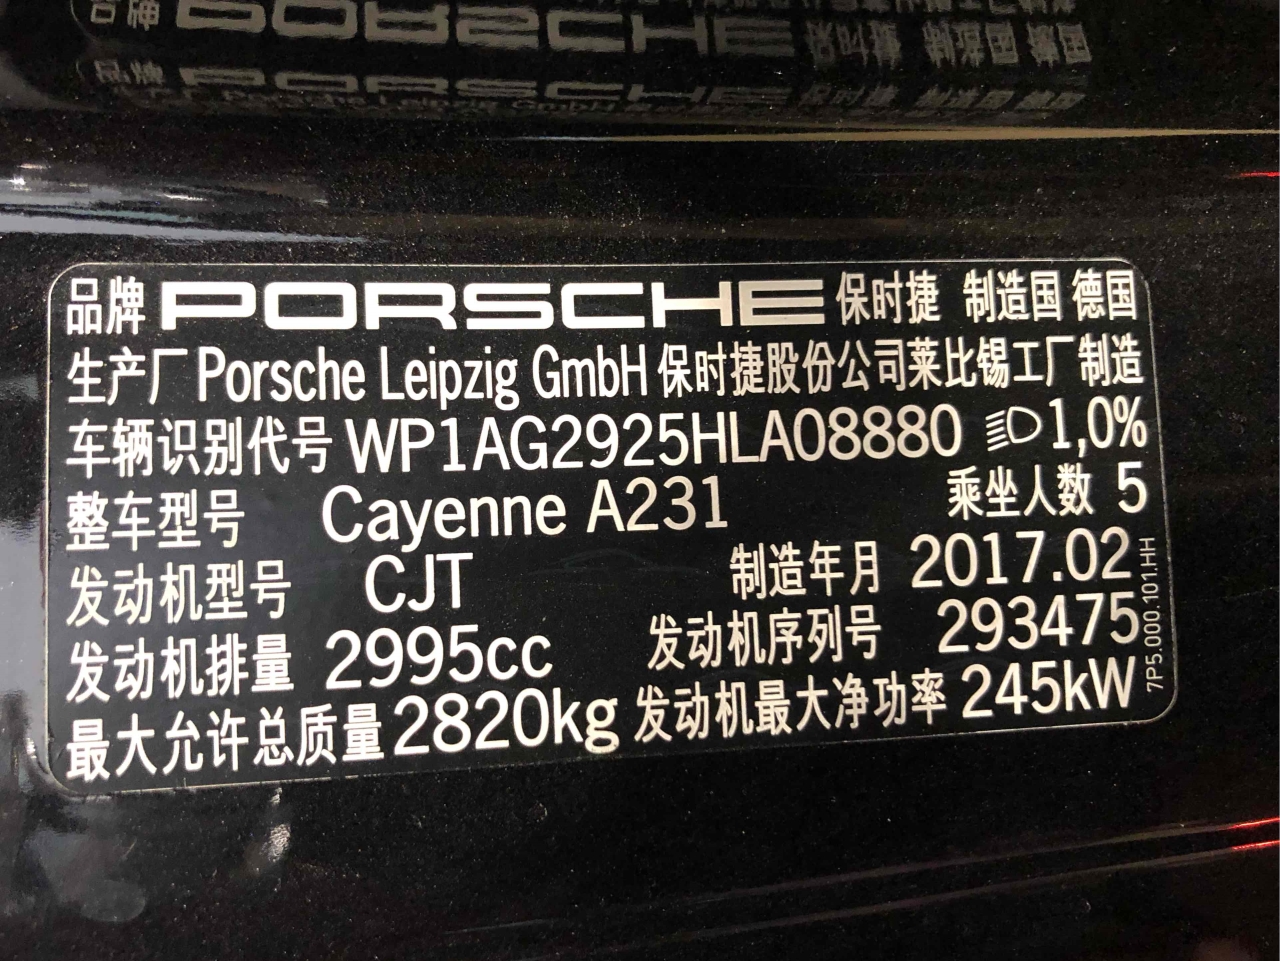 品牌 PORSCHE 保时捷 制造国 德国
生产厂 Porsche Leipzig GmbH 保时捷股份公司莱比锡工厂制造
车辆识别代号 WP1AG2925HLA08880 1,0%
整车型号 Cayenne A231 乘坐人数 5
发动机型号 CJT 制造年月 2017.02
发动机排量 2995cc 发动机序列号 293475
最大允许总质量 2820kg 发动机最大净功率 245kW
7P5.000.101.HH